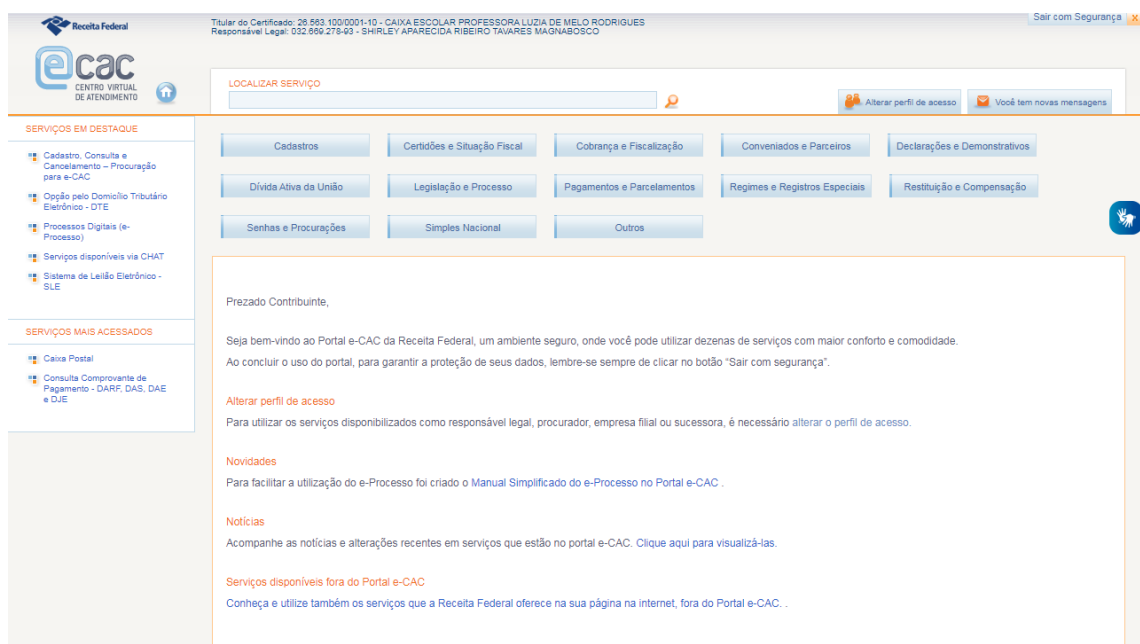 Receita Federal
Titular do Certificado: 26.563.100/0001-10 - CAIXA ESCOLAR PROFESSORA LUZIA DE MELO RODRIGUES
Responsável Legal: 032.669.278-93 - SHIRLEY APARECIDA RIBEIRO TAVARES MAGNABOSCO
Sair com Segurança x
ecac
CENTRO VIRTUAL
DE ATENDIMENTO
LOCALIZAR SERVIÇO
Alterar perfil de acesso
Você tem novas mensagens
SERVIÇOS EM DESTAQUE
Cadastro, Consulta e
Cancelamento – Procuração
para e-CAC
Opção pelo Domicílio Tributário
Eletrônico - DTE
Processos Digitais (e-
Processo)
Serviços disponíveis via CHAT
Sistema de Leilão Eletrônico -
SLE
SERVIÇOS MAIS ACESSADOS
Caixa Postal
Consulta Comprovante de
Pagamento - DARF, DAS, DAE
e DJE
Cadastros
Certidões e Situação Fiscal
Cobrança e Fiscalização
Conveniados e Parceiros
Declarações e Demonstrativos
Dívida Ativa da União
Legislação e Processo
Pagamentos e Parcelamentos
Regimes e Registros Especiais
Restituição e Compensação
Senhas e Procurações
Simples Nacional
Outros
Prezado Contribuinte,
Seja bem-vindo ao Portal e-CAC da Receita Federal, um ambiente seguro, onde você pode utilizar dezenas de serviços com maior conforto e comodidade.
Ao concluir o uso do portal, para garantir a proteção de seus dados, lembre-se sempre de clicar no botão “Sair com segurança”.
Alterar perfil de acesso
Para utilizar os serviços disponibilizados como responsável legal, procurador, empresa filial ou sucessora, é necessário alterar o perfil de acesso.
Novidades
Para facilitar a utilização do e-Processo foi criado o Manual Simplificado do e-Processo no Portal e-CAC .
Notícias
Acompanhe as notícias e alterações recentes em serviços que estão no portal e-CAC. Clique aqui para visualizá-las.
Serviços disponíveis fora do Portal e-CAC
Conheça e utilize também os serviços que a Receita Federal oferece na sua página na internet, fora do Portal e-CAC. .